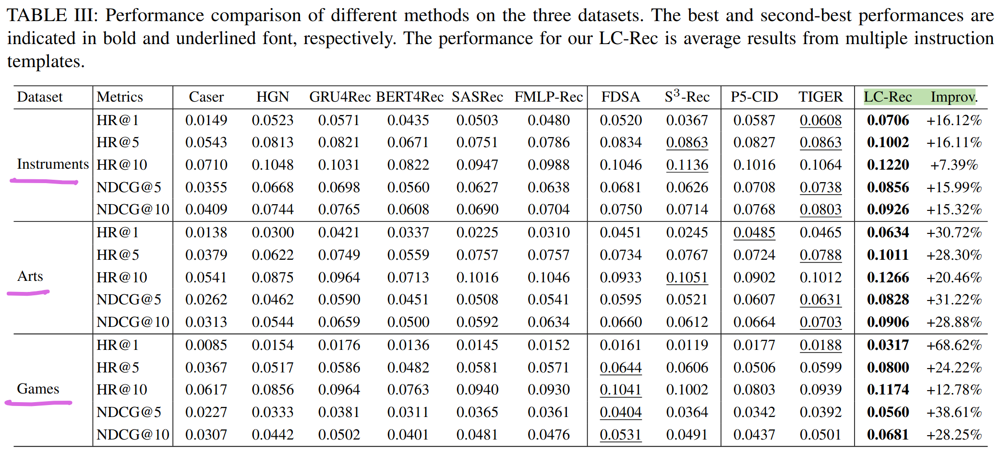 TABLE III: Performance comparison of different methods on the three datasets. The best and second-best performances are
indicated in bold and underlined font, respectively. The performance for our LC-Rec is average results from multiple instruction
templates.
Dataset Metrics Caser HGN GRU4Rec BERT4Rec SASRec FMLP-Rec FDSA S³-Rec P5-CID TIGER LC-Rec Improv.
HR@1 0.0149 0.0523 0.0571 0.0435 0.0503 0.0480 0.0520 0.0367 0.0587 0.0608 0.0706 +16.12%
HR@5 0.0543 0.0813 0.0821 0.0671 0.0751 0.0786 0.0834 0.0863 0.0827 0.0863 0.1002 +16.11%
Instruments HR@10 0.0710 0.1048 0.1031 0.0822 0.0947 0.0988 0.1046 0.1136 0.1016 0.1064 0.1220 +7.39%
NDCG@5 0.0355 0.0668 0.0698 0.0560 0.0627 0.0638 0.0681 0.0626 0.0708 0.0738 0.0856 +15.99%
NDCG@10 0.0409 0.0744 0.0765 0.0608 0.0690 0.0704 0.0750 0.0714 0.0768 0.0803 0.0926 +15.32%
HR@1 0.0138 0.0300 0.0421 0.0337 0.0225 0.0310 0.0451 0.0245 0.0485 0.0465 0.0634 +30.72%
HR@5 0.0379 0.0622 0.0749 0.0559 0.0757 0.0757 0.0734 0.0767 0.0724 0.0788 0.1011 +28.30%
Arts HR@10 0.0541 0.0875 0.0964 0.0713 0.1016 0.1046 0.0933 0.1051 0.0902 0.1012 0.1266 +20.46%
NDCG@5 0.0262 0.0462 0.0590 0.0451 0.0508 0.0541 0.0595 0.0521 0.0607 0.0631 0.0828 +31.22%
NDCG@10 0.0313 0.0544 0.0659 0.0500 0.0592 0.0634 0.0660 0.0612 0.0664 0.0703 0.0906 +28.88%
HR@1 0.0085 0.0154 0.0176 0.0136 0.0145 0.0152 0.0161 0.0119 0.0177 0.0188 0.0317 +68.62%
HR@5 0.0367 0.0517 0.0586 0.0482 0.0581 0.0571 0.0644 0.0606 0.0506 0.0599 0.0800 +24.22%
Games HR@10 0.0617 0.0856 0.0964 0.0763 0.0940 0.0930 0.1041 0.1002 0.0803 0.0939 0.1174 +12.78%
NDCG@5 0.0227 0.0333 0.0381 0.0311 0.0365 0.0361 0.0404 0.0364 0.0342 0.0392 0.0560 +38.61%
NDCG@10 0.0307 0.0442 0.0502 0.0401 0.0481 0.0476 0.0531 0.0491 0.0437 0.0501 0.0681 +28.25%